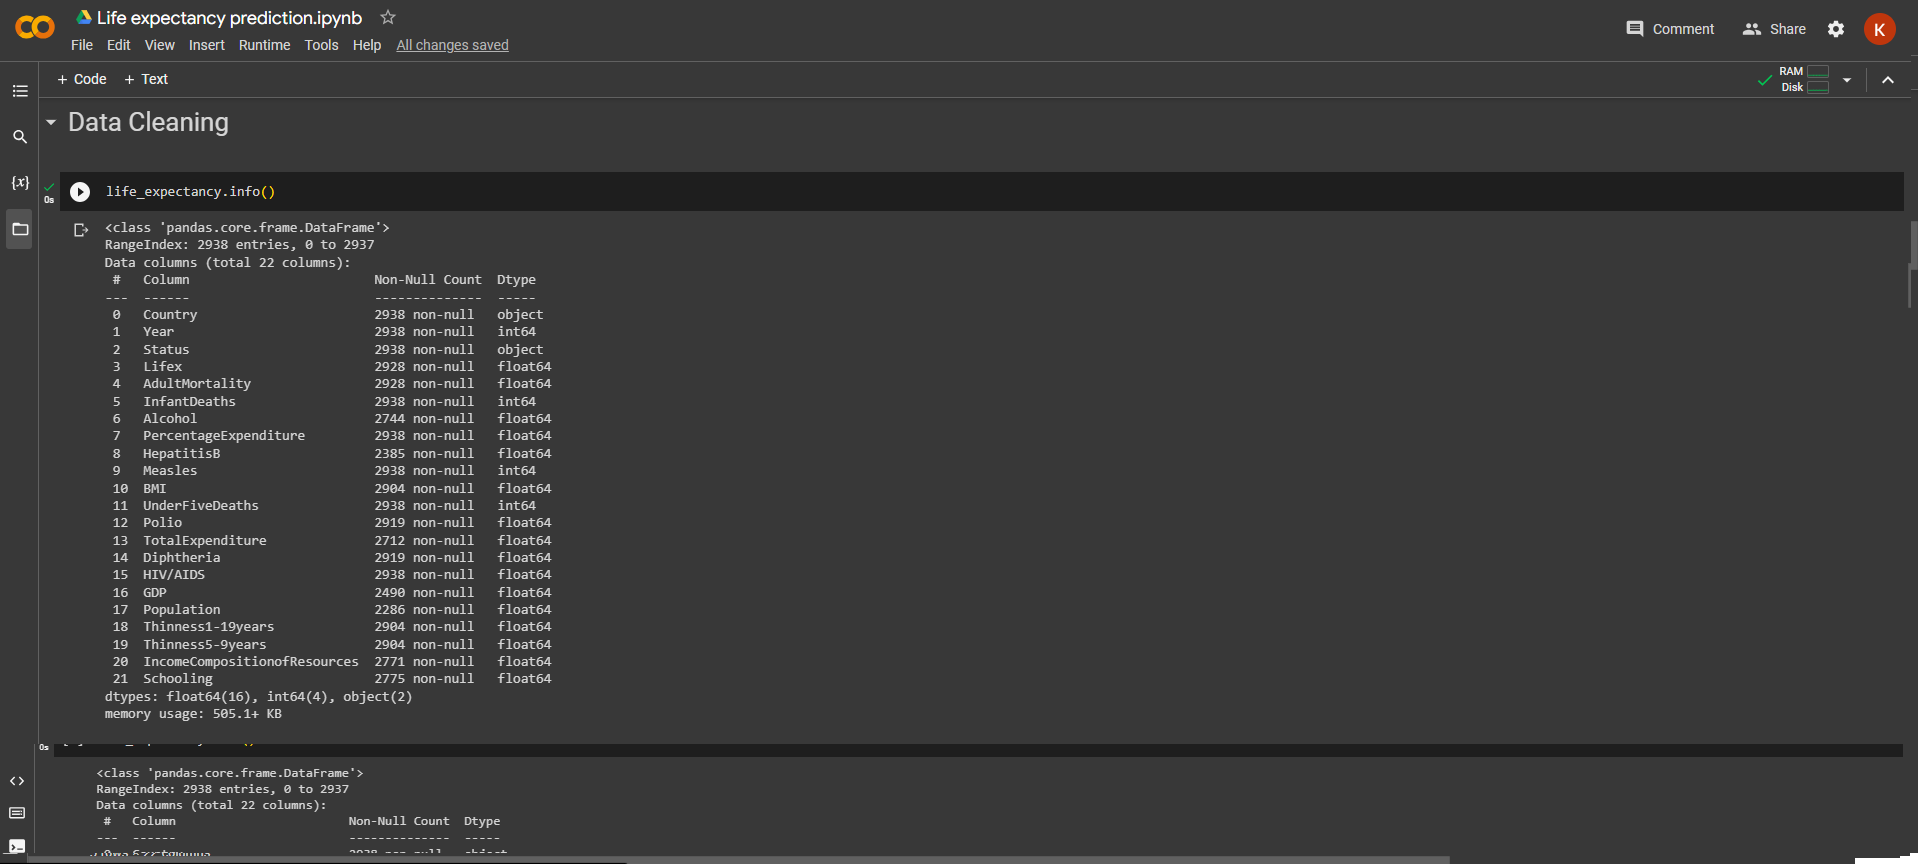 Life expectancy prediction.ipynb
File Edit View Insert Runtime Tools Help All changes saved
Comment Share K
+ Code + Text
RAM
Disk
Data Cleaning
{x}
0s
life_expectancy.info()
<class 'pandas.core.frame.DataFrame'>
RangeIndex: 2938 entries, 0 to 2937
Data columns (total 22 columns):
# Column Non-Null Count Dtype
--- ------ -------------- -----
0 Country 2938 non-null object
1 Year 2938 non-null int64
2 Status 2938 non-null object
3 Lifex 2928 non-null float64
4 AdultMortality 2928 non-null float64
5 InfantDeaths 2938 non-null int64
6 Alcohol 2744 non-null float64
7 PercentageExpenditure 2938 non-null float64
8 HepatitisB 2385 non-null float64
9 Measles 2938 non-null int64
10 BMI 2904 non-null float64
11 UnderFiveDeaths 2938 non-null int64
12 Polio 2919 non-null float64
13 TotalExpenditure 2712 non-null float64
14 Diphtheria 2919 non-null float64
15 HIV/AIDS 2938 non-null float64
16 GDP 2490 non-null float64
17 Population 2286 non-null float64
18 Thinness1-19years 2904 non-null float64
19 Thinness5-9years 2904 non-null float64
20 IncomeCompositionofResources 2771 non-null float64
21 Schooling 2775 non-null float64
dtypes: float64(16), int64(4), object(2)
memory usage: 505.1+ KB
0s
<class 'pandas.core.frame.DataFrame'>
RangeIndex: 2938 entries, 0 to 2937
Data columns (total 22 columns):
# Column Non-Null Count Dtype
--- ------ -------------- -----